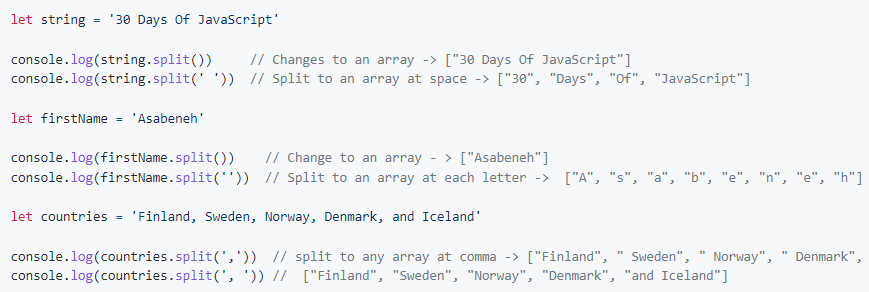 let string = '30 Days Of JavaScript'
console.log(string.split())     // Changes to an array -> ["30 Days Of JavaScript"]
console.log(string.split(' '))  // Split to an array at space -> ["30", "Days", "Of", "JavaScript"]
let firstName = 'Asabeneh'
console.log(firstName.split())    // Change to an array - > ["Asabeneh"]
console.log(firstName.split(''))  // Split to an array at each letter ->  ["A", "s", "a", "b", "e", "n", "e", "h"]
let countries = 'Finland, Sweden, Norway, Denmark, and Iceland'
console.log(countries.split(','))  // split to any array at comma -> ["Finland", " Sweden", " Norway", " Denmark",
console.log(countries.split(', ')) //  ["Finland", "Sweden", "Norway", "Denmark", "and Iceland"]